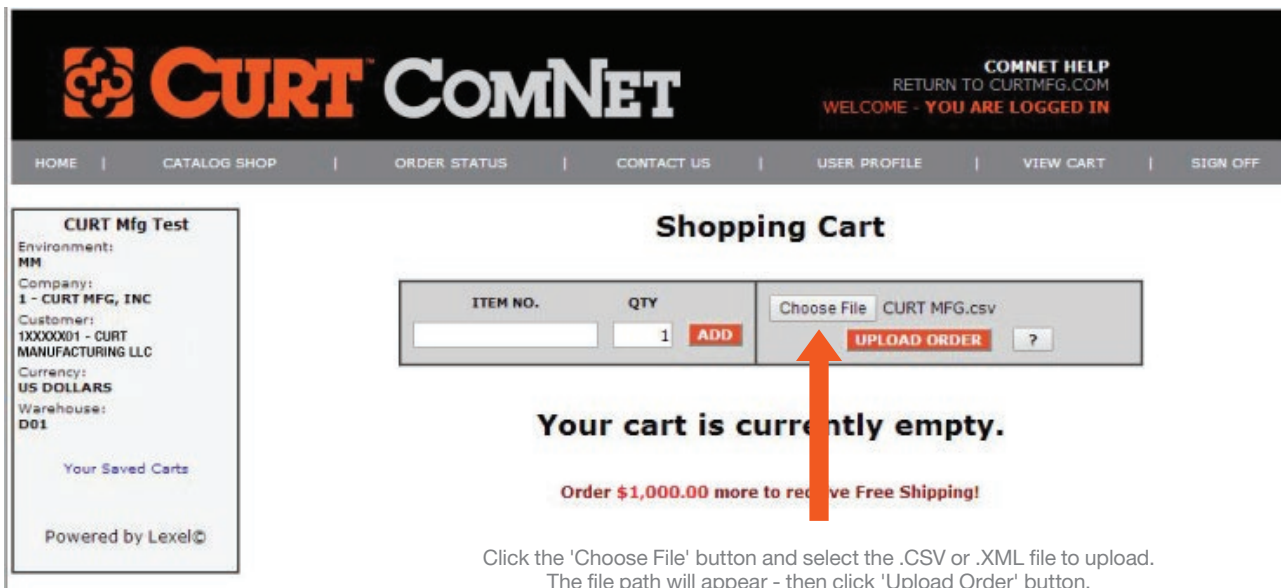 CURT™ COMNET
COMNET HELP
RETURN TO CURTMFG.COM
WELCOME - YOU ARE LOGGED IN
HOME | CATALOG SHOP | ORDER STATUS | CONTACT US | USER PROFILE | VIEW CART | SIGN OFF
CURT Mfg Test
Environment:
MM
Company:
1 - CURT MFG, INC
Customer:
1XXXXX01 - CURT
MANUFACTURING LLC
Currency:
US DOLLARS
Warehouse:
D01
Your Saved Carts
Powered by Lexel©
Shopping Cart
ITEM NO. QTY
1 ADD
Choose File CURT MFG.csv
UPLOAD ORDER ?
Your cart is currently empty.
Order $1,000.00 more to receive Free Shipping!
Click the 'Choose File' button and select the .CSV or .XML file to upload.
The file path will appear - then click 'Upload Order' button.